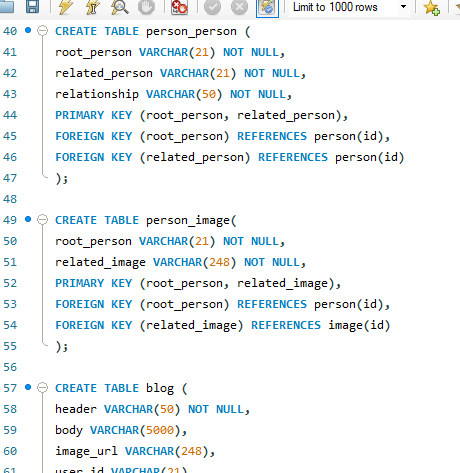 Limit to 1000 rows
40 CREATE TABLE person_person (
41 root_person VARCHAR(21) NOT NULL,
42 related_person VARCHAR(21) NOT NULL,
43 relationship VARCHAR(50) NOT NULL,
44 PRIMARY KEY (root_person, related_person),
45 FOREIGN KEY (root_person) REFERENCES person(id),
46 FOREIGN KEY (related_person) REFERENCES person(id)
47 );
48
49 CREATE TABLE person_image(
50 root_person VARCHAR(21) NOT NULL,
51 related_image VARCHAR(248) NOT NULL,
52 PRIMARY KEY (root_person, related_image),
53 FOREIGN KEY (root_person) REFERENCES person(id),
54 FOREIGN KEY (related_image) REFERENCES image(id)
55 );
56
57 CREATE TABLE blog (
58 header VARCHAR(50) NOT NULL,
59 body VARCHAR(5000),
60 image_url VARCHAR(248),
61 user_id VARCHAR(21)